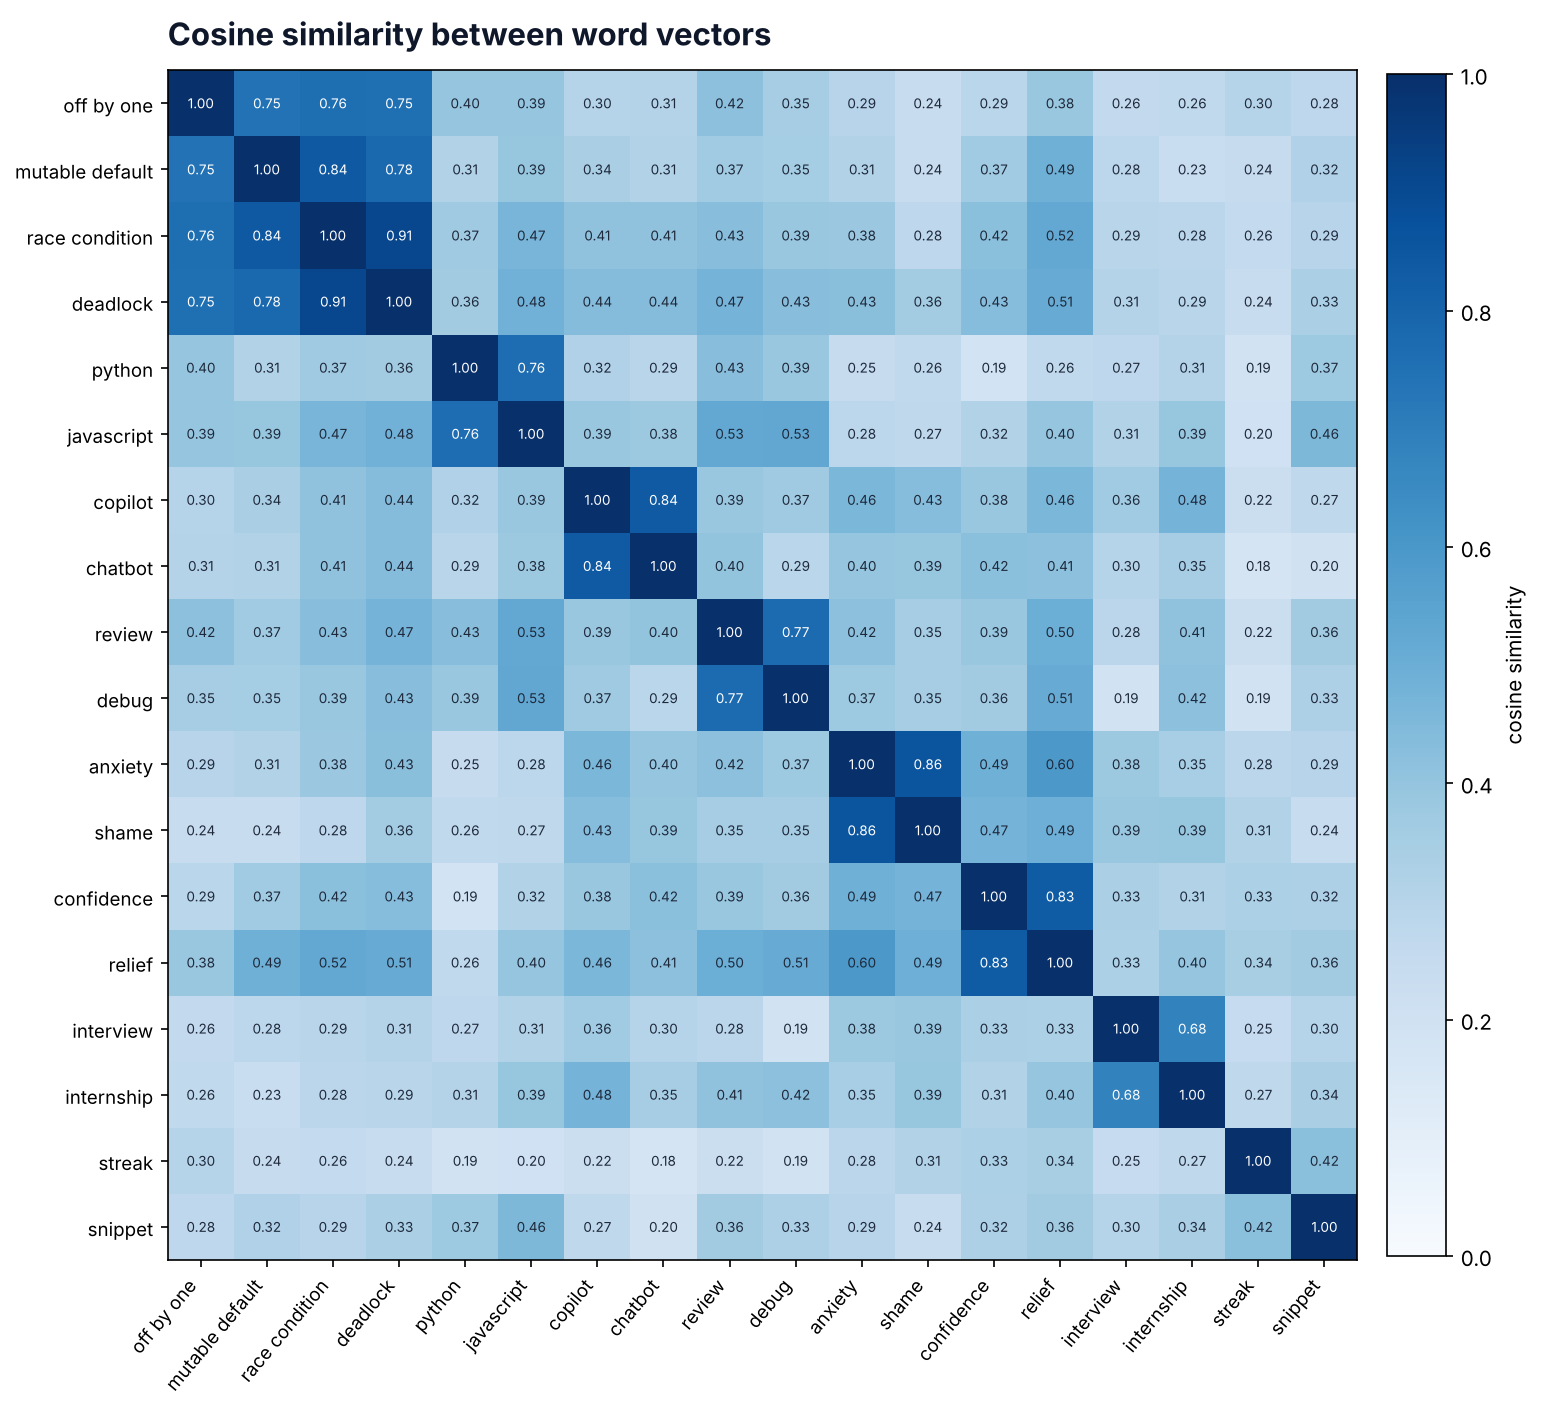 Cosine similarity between word vectors
off by one 1.00 0.75 0.76 0.75 0.40 0.39 0.30 0.31 0.42 0.35 0.29 0.24 0.29 0.38 0.26 0.26 0.30 0.28
mutable default 0.75 1.00 0.84 0.78 0.31 0.39 0.34 0.31 0.37 0.35 0.31 0.24 0.37 0.49 0.28 0.23 0.24 0.32
race condition 0.76 0.84 1.00 0.91 0.37 0.47 0.41 0.41 0.43 0.39 0.38 0.28 0.42 0.52 0.29 0.28 0.26 0.29
deadlock 0.75 0.78 0.91 1.00 0.36 0.48 0.44 0.44 0.47 0.43 0.43 0.36 0.43 0.51 0.31 0.29 0.24 0.33
python 0.40 0.31 0.37 0.36 1.00 0.76 0.32 0.29 0.43 0.39 0.25 0.26 0.19 0.26 0.27 0.31 0.19 0.37
javascript 0.39 0.39 0.47 0.48 0.76 1.00 0.39 0.38 0.53 0.53 0.28 0.27 0.32 0.40 0.31 0.39 0.20 0.46
copilot 0.30 0.34 0.41 0.44 0.32 0.39 1.00 0.84 0.39 0.37 0.46 0.43 0.38 0.46 0.36 0.48 0.22 0.27
chatbot 0.31 0.31 0.41 0.44 0.29 0.38 0.84 1.00 0.40 0.29 0.40 0.39 0.42 0.41 0.30 0.35 0.18 0.20
review 0.42 0.37 0.43 0.47 0.43 0.53 0.39 0.40 1.00 0.77 0.42 0.35 0.39 0.50 0.28 0.41 0.22 0.36
debug 0.35 0.35 0.39 0.43 0.39 0.53 0.37 0.29 0.77 1.00 0.37 0.35 0.36 0.51 0.19 0.42 0.19 0.33
anxiety 0.29 0.31 0.38 0.43 0.25 0.28 0.46 0.40 0.42 0.37 1.00 0.86 0.49 0.60 0.38 0.35 0.28 0.29
shame 0.24 0.24 0.28 0.36 0.26 0.27 0.43 0.39 0.35 0.35 0.86 1.00 0.47 0.49 0.39 0.39 0.31 0.24
confidence 0.29 0.37 0.42 0.43 0.19 0.32 0.38 0.42 0.39 0.36 0.49 0.47 1.00 0.83 0.33 0.31 0.33 0.32
relief 0.38 0.49 0.52 0.51 0.26 0.40 0.46 0.41 0.50 0.51 0.60 0.49 0.83 1.00 0.33 0.40 0.34 0.36
interview 0.26 0.28 0.29 0.31 0.27 0.31 0.36 0.30 0.28 0.19 0.38 0.39 0.33 0.33 1.00 0.68 0.25 0.30
internship 0.26 0.23 0.28 0.29 0.31 0.39 0.48 0.35 0.41 0.42 0.35 0.39 0.31 0.40 0.68 1.00 0.27 0.34
streak 0.30 0.24 0.26 0.24 0.19 0.20 0.22 0.18 0.22 0.19 0.28 0.31 0.33 0.34 0.25 0.27 1.00 0.42
snippet 0.28 0.32 0.29 0.33 0.37 0.46 0.27 0.20 0.36 0.33 0.29 0.24 0.32 0.36 0.30 0.34 0.42 1.00
off by one
mutable default
race condition
deadlock
python
javascript
copilot
chatbot
review
debug
anxiety
shame
confidence
relief
interview
internship
streak
snippet
1.0
0.8
0.6
0.4
0.2
0.0
cosine similarity